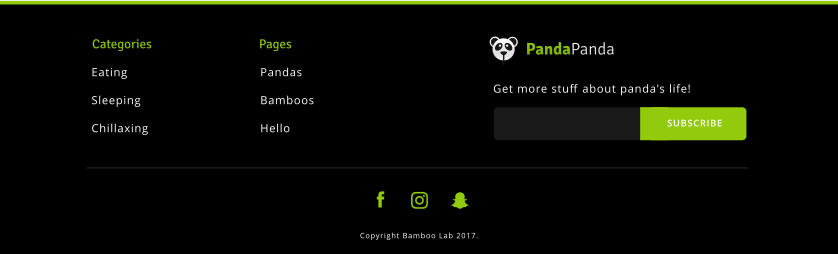 Categories
Eating
Sleeping
Chillaxing
Pages
Pandas
Bamboos
Hello
PandaPanda
Get more stuff about panda's life!
SUBSCRIBE
Copyright Bamboo Lab 2017.